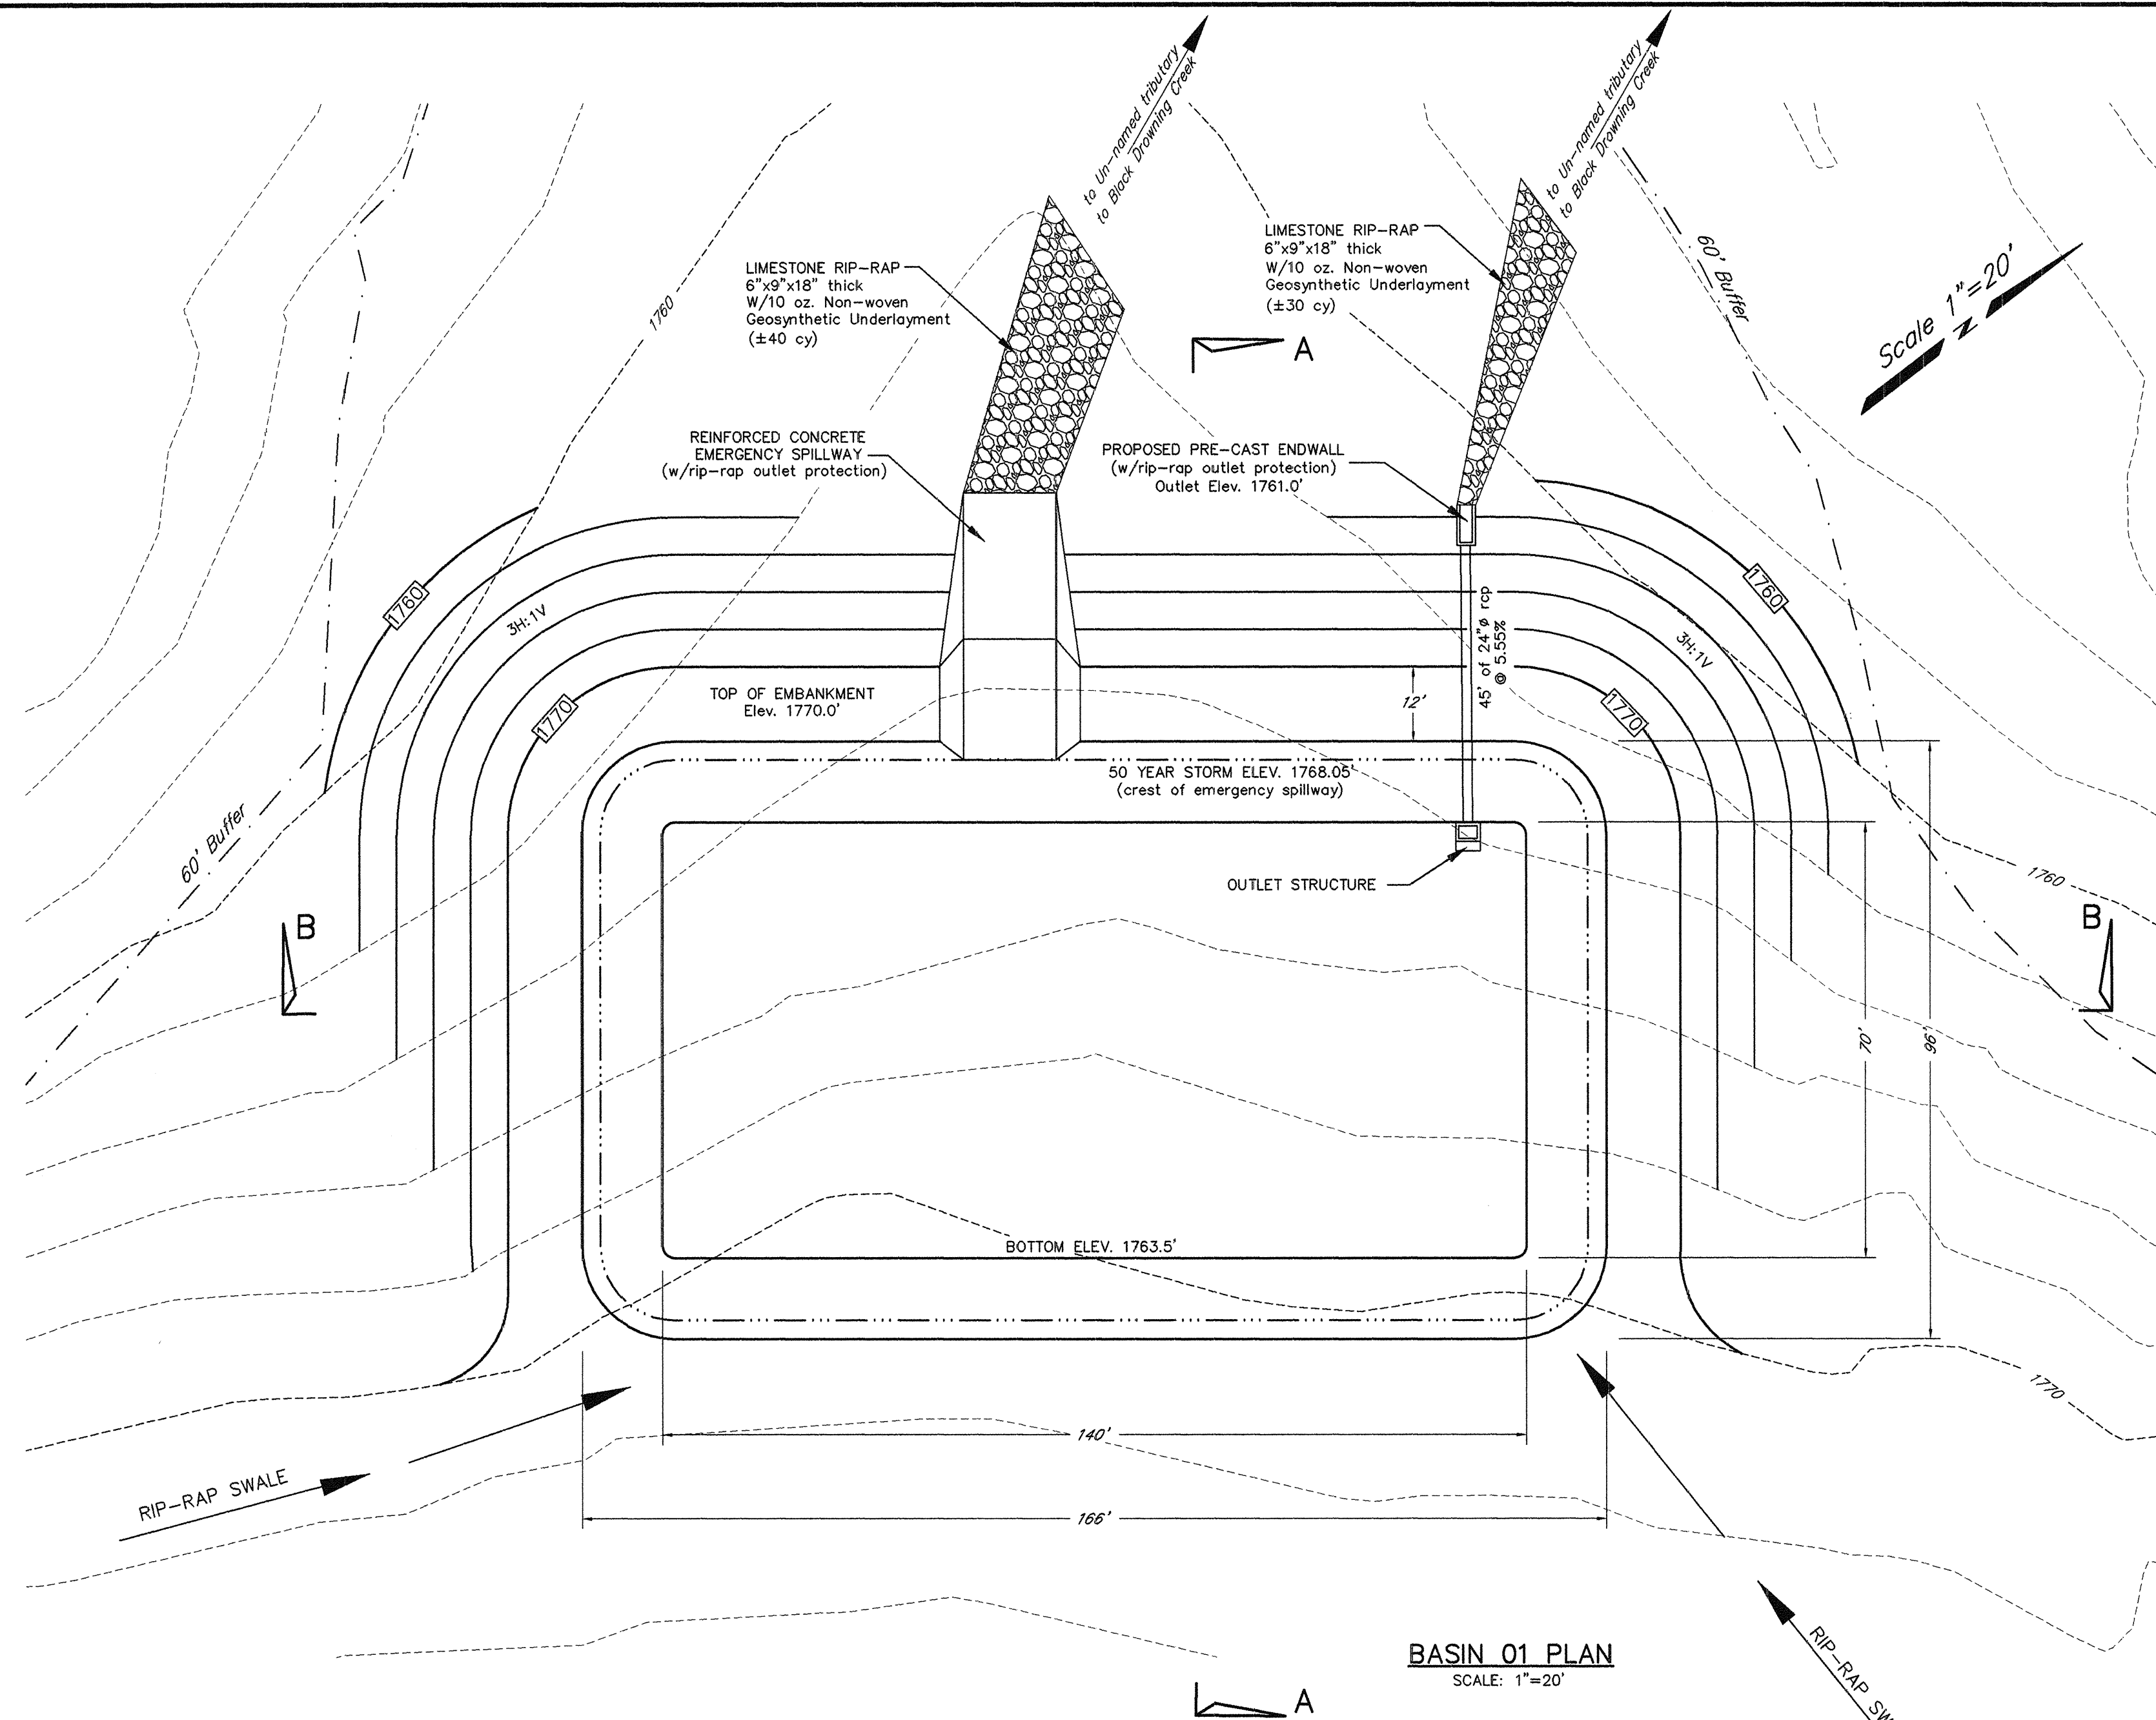 to Un-named tributary
to Black Drowning Creek
to Un-named tributary
to Black Drowning Creek
LIMESTONE RIP-RAP
6"x9"x18" thick
W/10 oz. Non-woven
Geosynthetic Underlayment
(±40 cy)
LIMESTONE RIP-RAP
6"x9"x18" thick
W/10 oz. Non-woven
Geosynthetic Underlayment
(±30 cy)
60' Buffer
Scale 1"=20'
N
1760
A
REINFORCED CONCRETE
EMERGENCY SPILLWAY
(w/rip-rap outlet protection)
PROPOSED PRE-CAST ENDWALL
(w/rip-rap outlet protection)
Outlet Elev. 1761.0'
1760
3H:1V
1760
3H:1V
45' of 24"ø rcp
@ 5.55%
TOP OF EMBANKMENT
Elev. 1770.0'
12'
1770
1770
50 YEAR STORM ELEV. 1768.05'
(crest of emergency spillway)
60' Buffer
OUTLET STRUCTURE
1760
B
B
70'
96'
BOTTOM ELEV. 1763.5'
1770
140'
RIP-RAP SWALE
166'
BASIN 01 PLAN
SCALE: 1"=20'
RIP-RAP SW
A